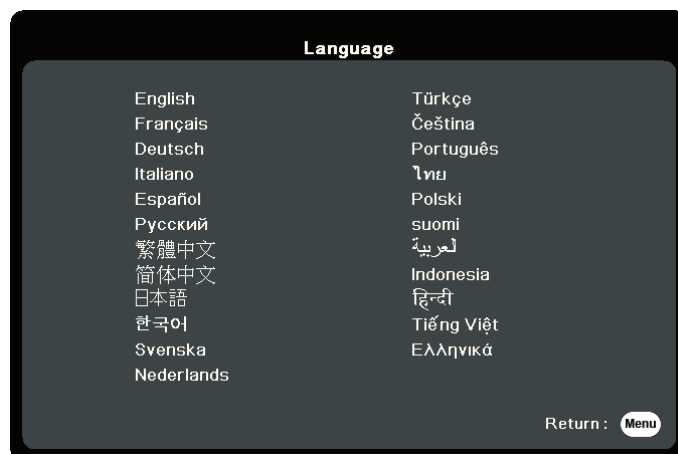 Language
English
Français
Deutsch
Italiano
Español
Русский
繁體中文
简体中文
日本語
한국어
Svenska
Nederlands
Türkçe
Čeština
Português
ไทย
Polski
suomi
لعربية
Indonesia
हिन्दी
Tiếng Việt
Ελληνικά
Return : Menu